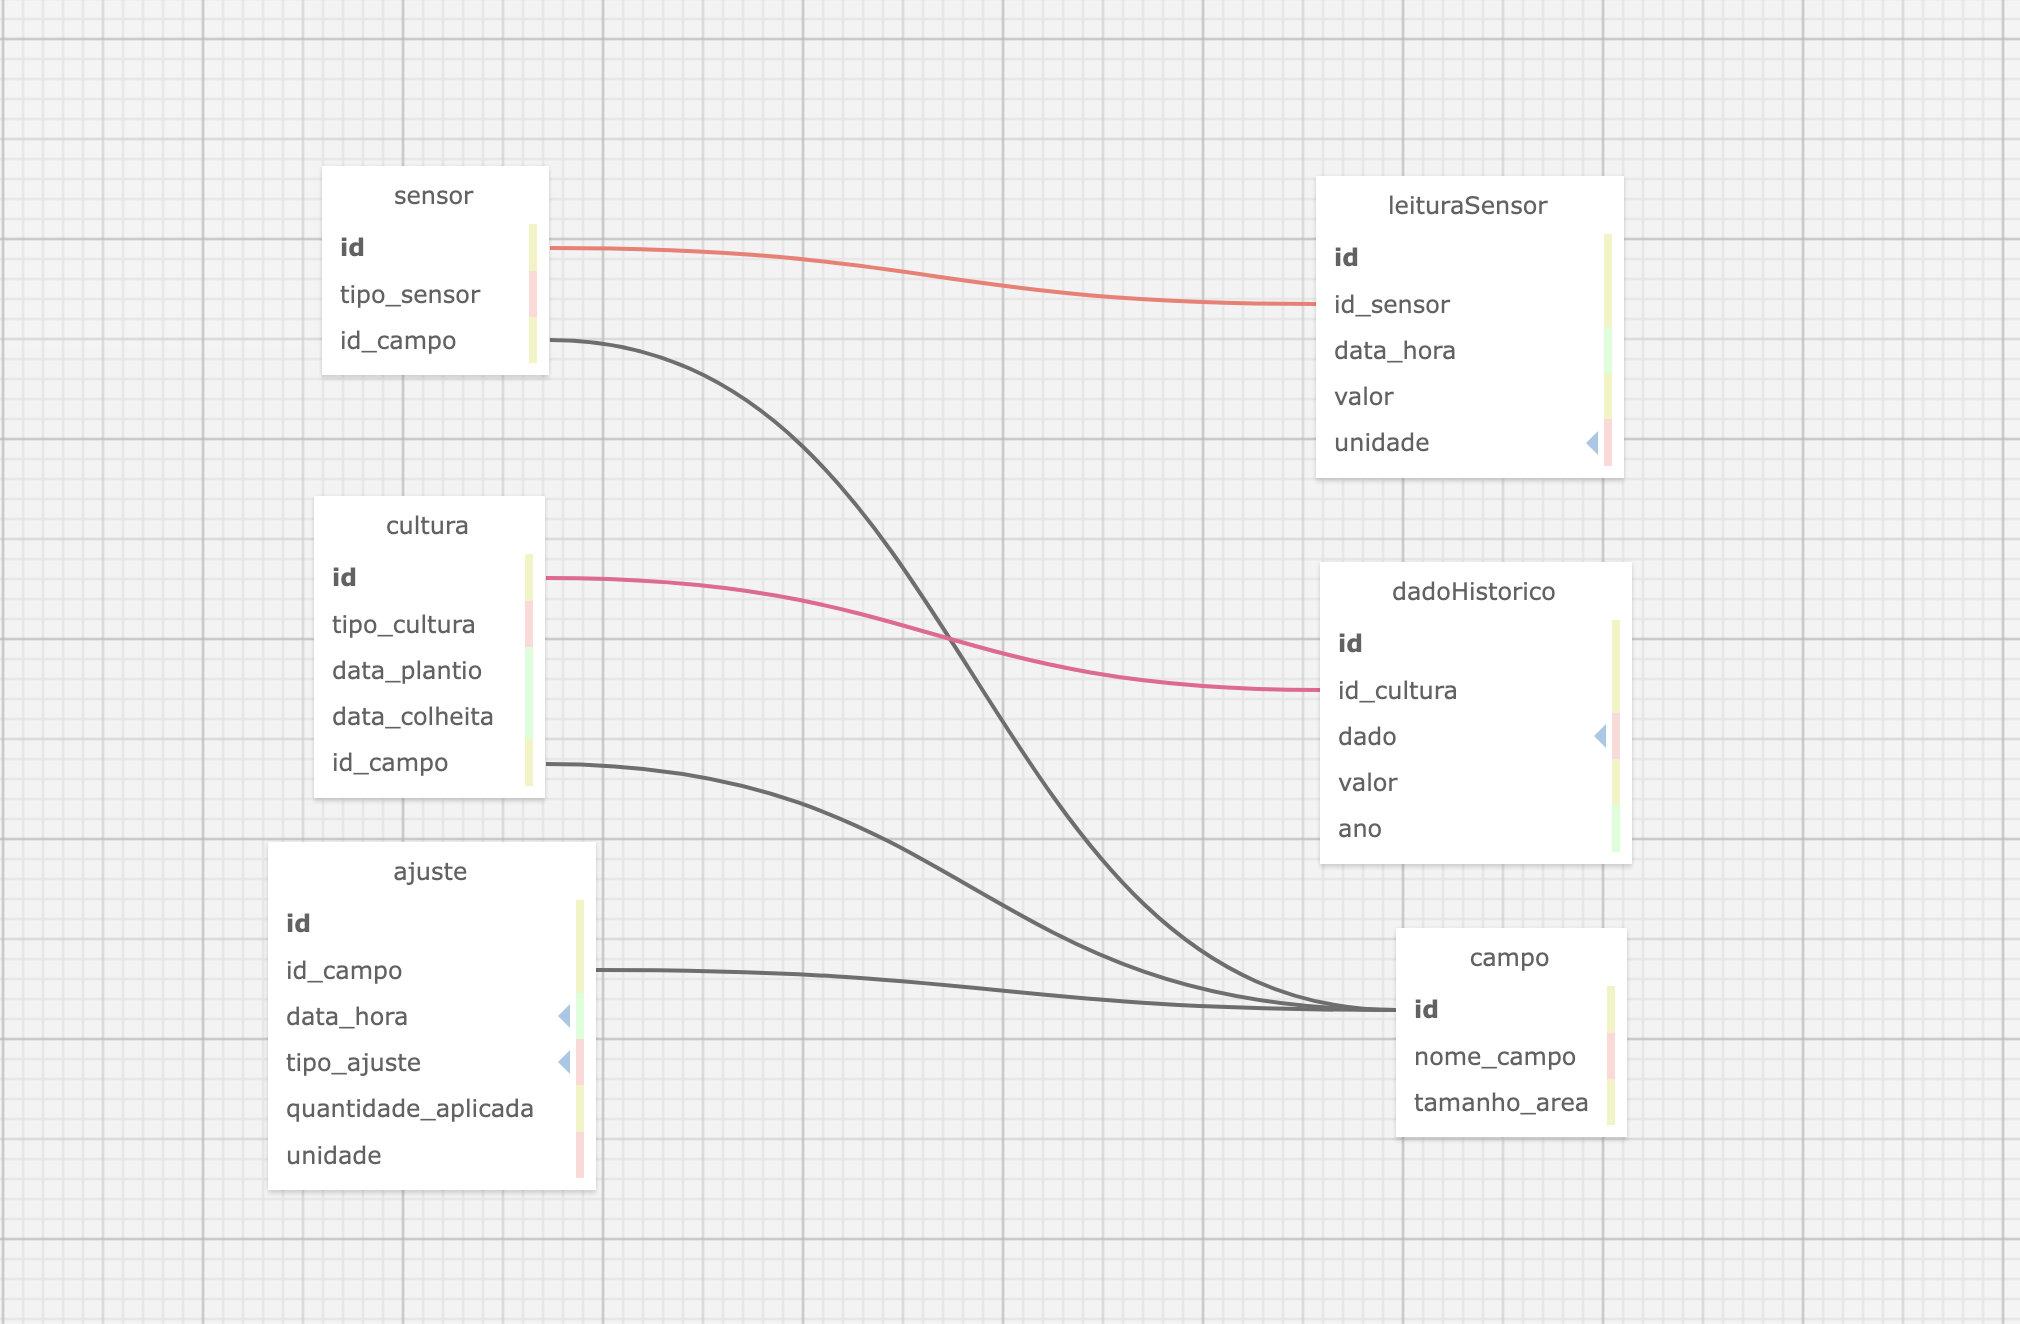 sensor
id
tipo_sensor
id_campo
cultura
id
tipo_cultura
data_plantio
data_colheita
id_campo
ajuste
id
id_campo
data_hora
tipo_ajuste
quantidade_aplicada
unidade
leituraSensor
id
id_sensor
data_hora
valor
unidade
dadoHistorico
id
id_cultura
dado
valor
ano
campo
id
nome_campo
tamanho_area